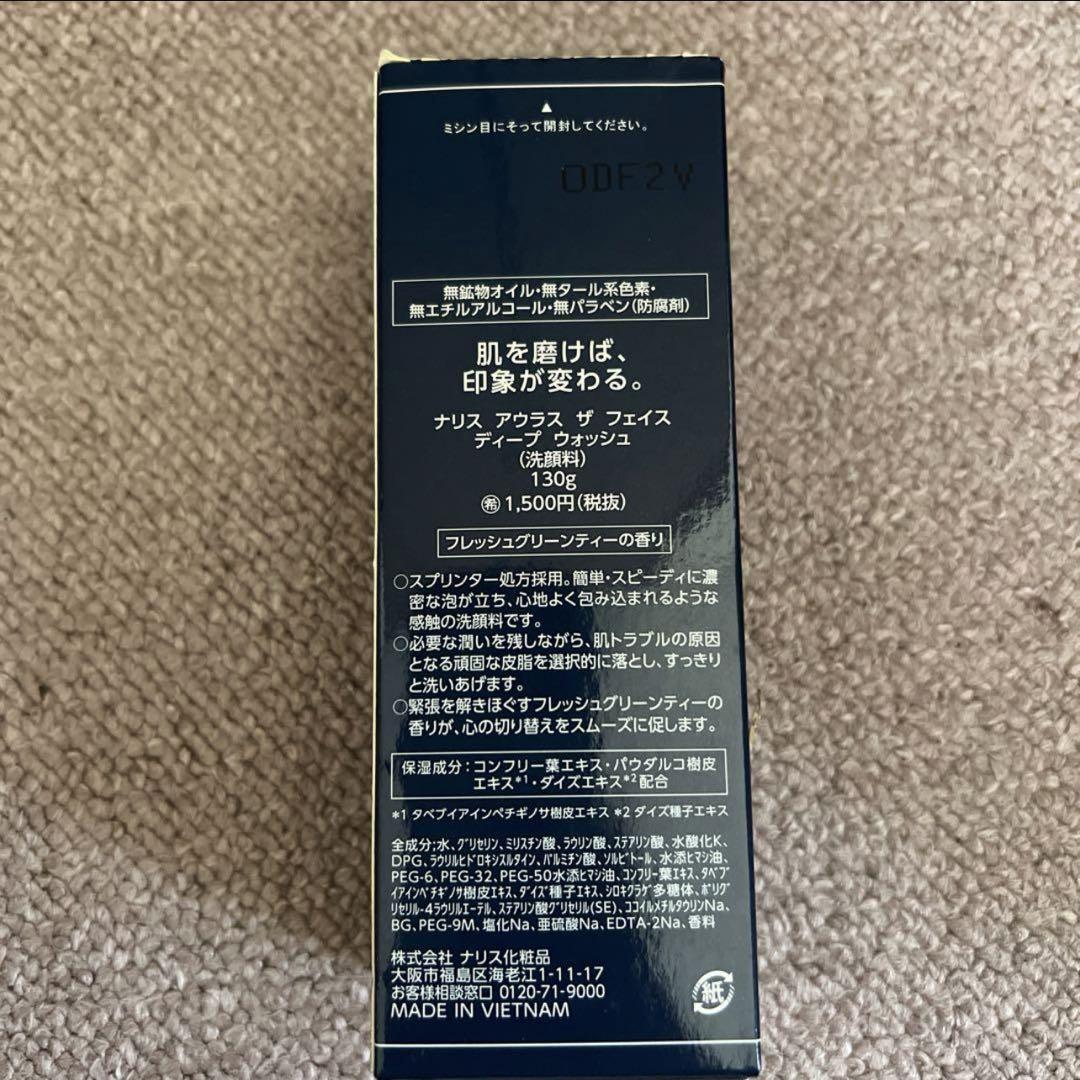 ミシン目にそって開封してください。
ODF2V
無鉱物オイル・無タール系色素・
無エチルアルコール・無パラベン(防腐剤)
肌を磨けば、
印象が変わる。
ナリス アウラス ザ フェイス
ディープ ウォッシュ
(洗顔料)
130g
㊤希 1,500円(税抜)
フレッシュグリーンティーの香り
○スプリンター処方採用。簡単・スピーディに濃
密な泡が立ち、心地よく包み込まれるような
感触の洗顔料です。
○必要な潤いを残しながら、肌トラブルの原因
となる頑固な皮脂を選択的に落とし、すっきり
と洗いあげます。
○緊張を解きほぐすフレッシュグリーンティーの
香りが、心の切り替えをスムーズに促します。
保湿成分:コンフリー葉エキス・パウダルコ樹皮
エキス*1・ダイズエキス*2配合
*1 タベブイアインペチギノサ樹皮エキス *2 ダイズ種子エキス
全成分;水、グリセリン、ミリスチン酸、ラウリン酸、ステアリン酸、水酸化K、
DPG、ラウリルヒドロキシスルタイン、パルミチン酸、ソルビトール、水添ヒマシ油、
PEG-6、PEG-32、PEG-50水添ヒマシ油、コンフリー葉エキス、タベブ
イアインペチギノサ樹皮エキス、ダイズ種子エキス、シロキクラゲ多糖体、ポリグ
リセリル-4ラウリルエーテル、ステアリン酸グリセリル(SE)、ココイルメチルタウリンNa、
BG、PEG-9M、塩化Na、亜硫酸Na、EDTA-2Na、香料
株式会社 ナリス化粧品
大阪市福島区海老江1-11-17
お客様相談窓口 0120-71-9000
MADE IN VIETNAM
紙